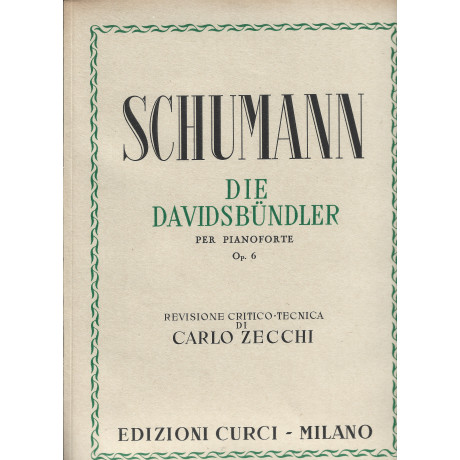 SCHUMANN
DIE
DAVIDSBÜNDLER
PER PIANOFORTE
Op. 6
REVISIONE CRITICO-TECNICA
DI
CARLO ZECCHI
EDIZIONI CURCI - MILANO